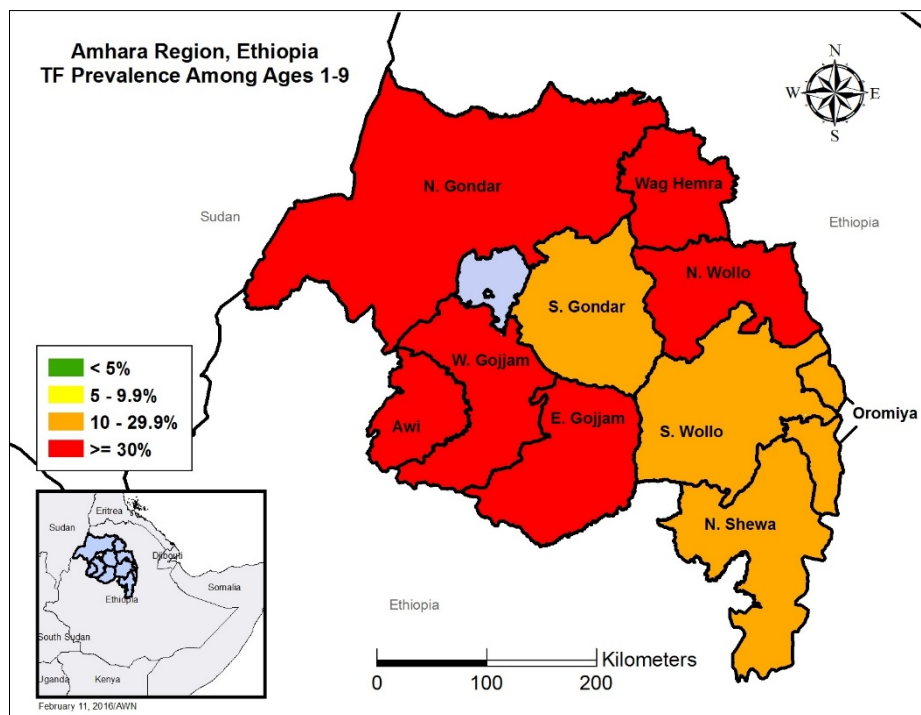 Amhara Region, Ethiopia
TF Prevalence Among Ages 1-9
N
W E
S
N. Gondar
Wag Hemra
Sudan
Ethiopia
N. Wollo
S. Gondar
W. Gojjam
< 5%
5 - 9.9%
10 - 29.9%
>= 30%
Oromiya
Awi
E. Gojjam
S. Wollo
N. Shewa
Sudan
Eritrea
Djibouti
Somalia
Ethiopia
South Sudan
Uganda
Kenya
Ethiopia
Kilometers
0 100 200
February 11, 2016/AWN